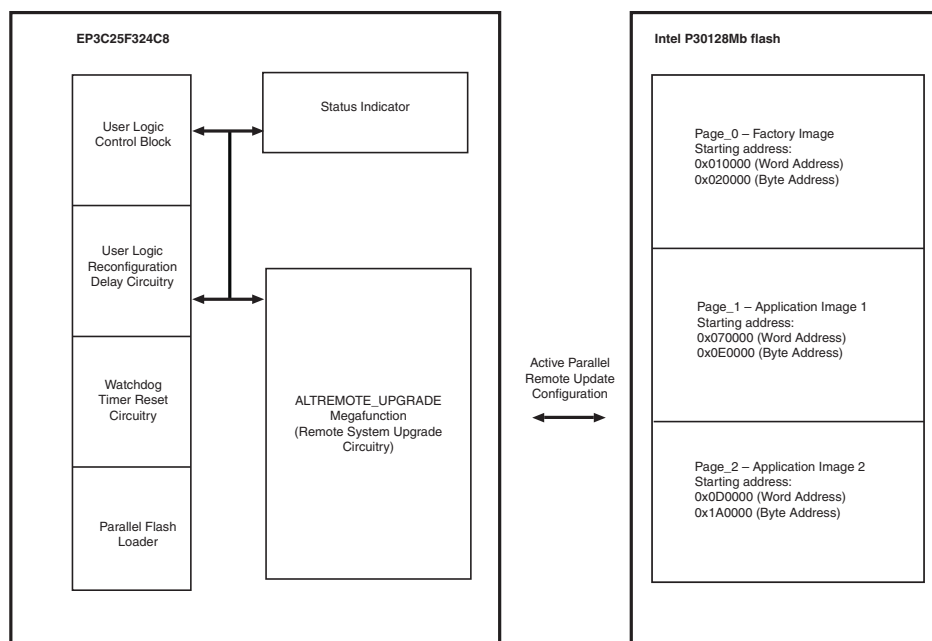 EP3C25F324C8
User Logic
Control Block
Status Indicator
User Logic
Reconfiguration
Delay Circuitry
Watchdog
Timer Reset
Circuitry
ALTREMOTE_UPGRADE
Megafunction
(Remote System Upgrade
Circuitry)
Parallel Flash
Loader
Active Parallel
Remote Update
Configuration
Intel P30128Mb flash
Page_0 – Factory Image
Starting address:
0x010000 (Word Address)
0x020000 (Byte Address)
Page_1 – Application Image 1
Starting address:
0x070000 (Word Address)
0x0E0000 (Byte Address)
Page_2 – Application Image 2
Starting address:
0x0D0000 (Word Address)
0x1A0000 (Byte Address)